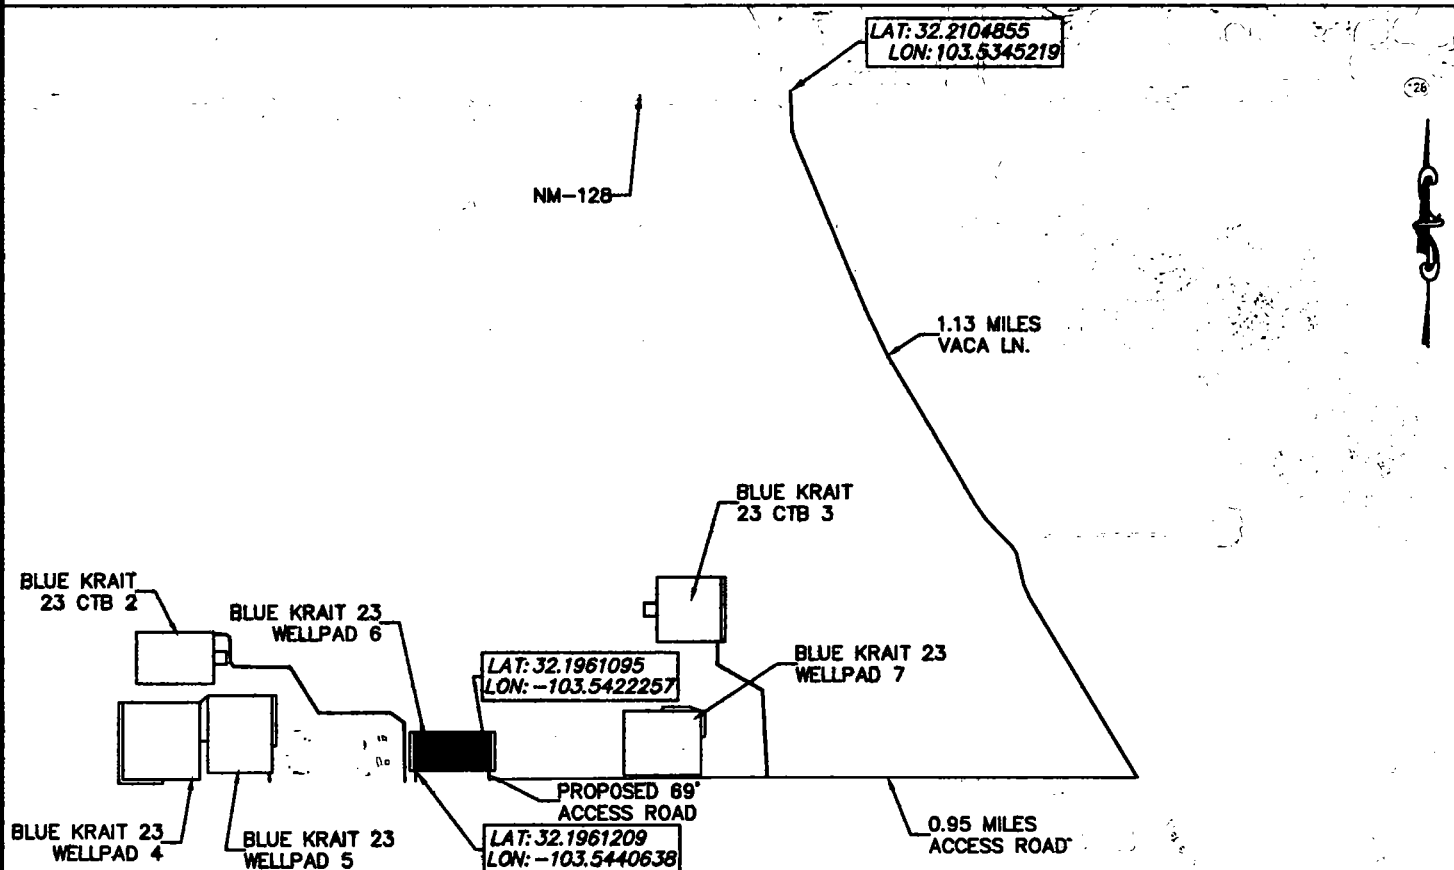 LAT: 32.2104855
LON: 103.5345219
128
NM-128
1.13 MILES
VACA LN.
BLUE KRAIT
23 CTB 3
BLUE KRAIT
23 CTB 2
BLUE KRAIT 23
WELLPAD 6
LAT: 32.1961095
LON: -103.5422257
BLUE KRAIT 23
WELLPAD 7
PROPOSED 69'
ACCESS ROAD
BLUE KRAIT 23
WELLPAD 4
BLUE KRAIT 23
WELLPAD 5
LAT: 32.1961209
LON: -103.5440638
0.95 MILES
ACCESS ROAD